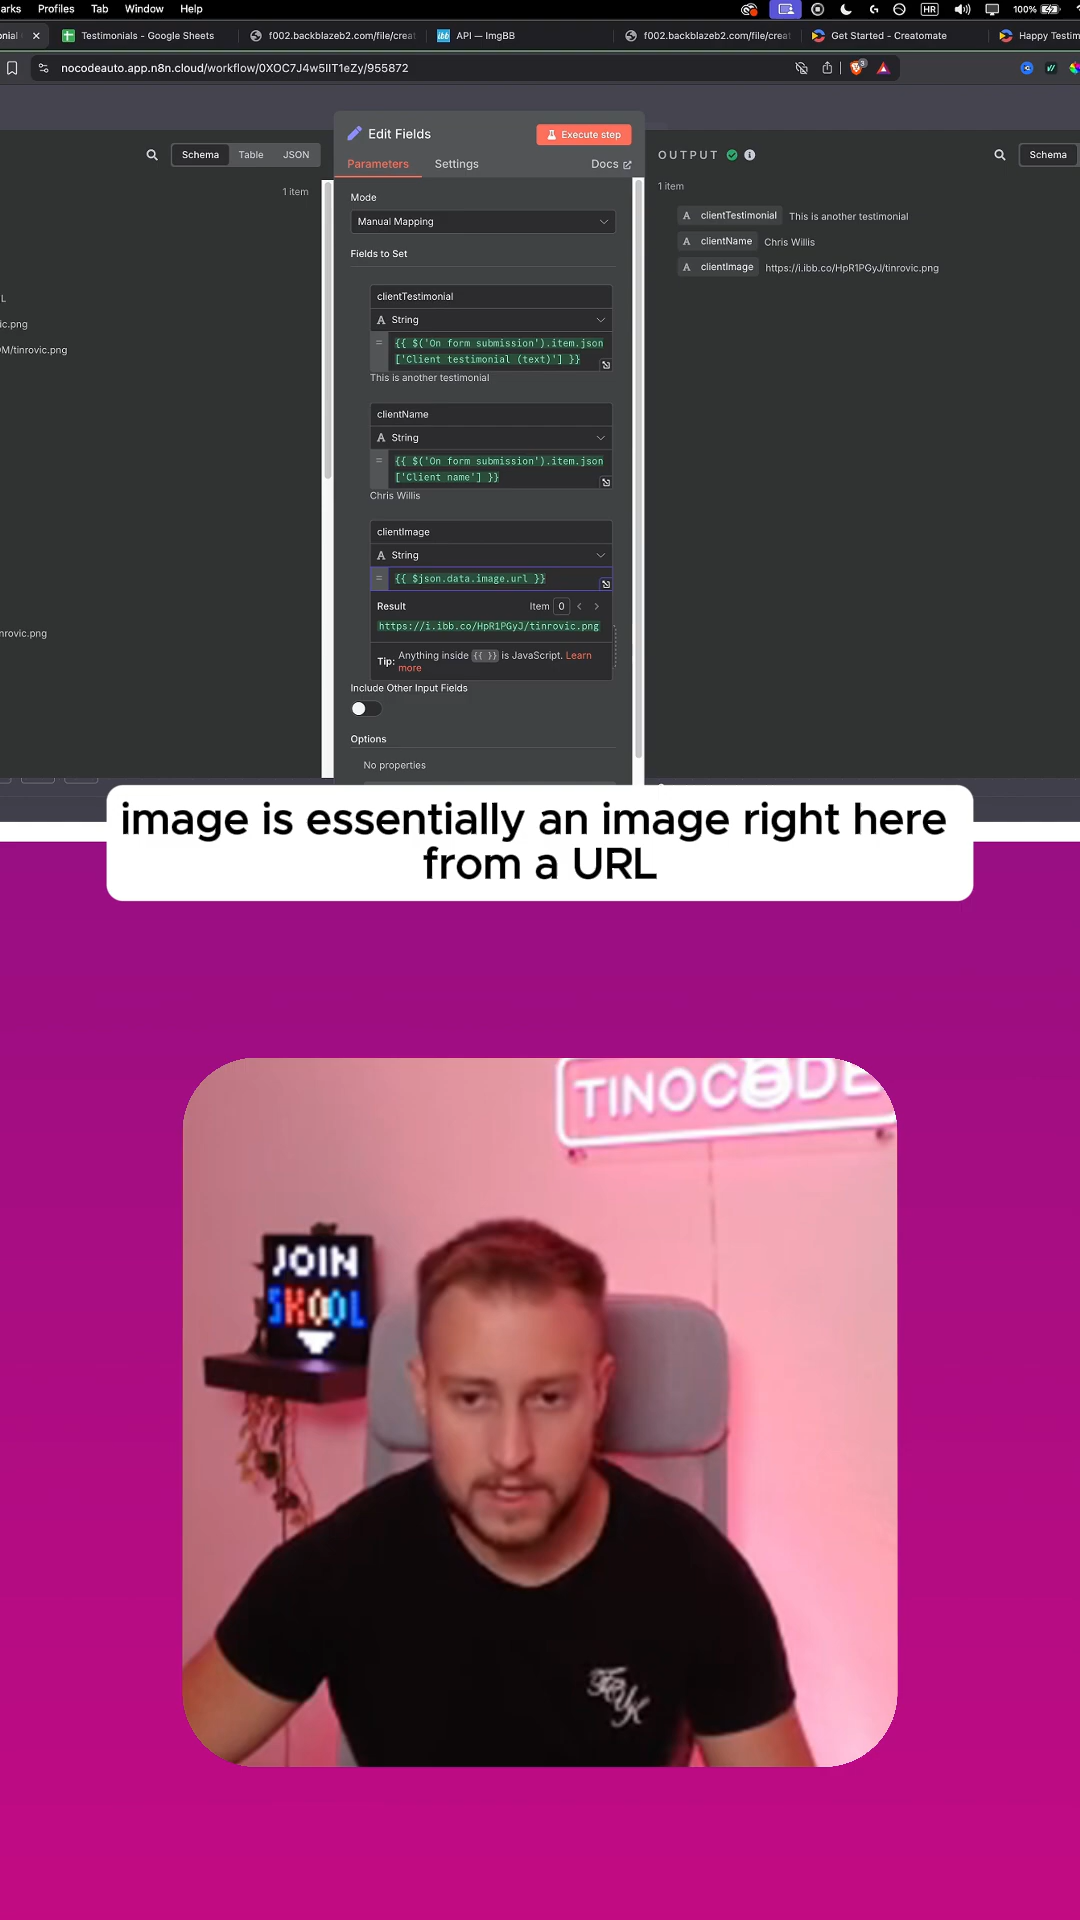 arks Profiles Tab Window Help HR 100%
onial Testimonials - Google Sheets f002.backblazeb2.com/file/creat API — ImgBB f002.backblazeb2.com/file/creat Get Started - Creatomate Happy Testim
nocodeauto.app.n8n.cloud/workflow/0XOC7J4w5IIT1eZy/955872 3
Edit Fields Execute step
Schema Table JSON
Parameters Settings Docs
OUTPUT Schema
1 item
1 item
Mode
Manual Mapping
Fields to Set
clientTestimonial
A String
= {{ $('On form submission').item.json
['Client testimonial (text)'] }}
This is another testimonial
clientName
A String
= {{ $('On form submission').item.json
['Client name'] }}
Chris Willis
clientImage
A String
= {{ $json.data.image.url }}
Result Item 0
https://i.ibb.co/HpR1PGyJ/tinrovic.png
Tip: Anything inside {{ }} is JavaScript. Learn
more
Include Other Input Fields
Options
No properties
A clientTestimonial This is another testimonial
A clientName Chris Willis
A clientImage https://i.ibb.co/HpR1PGyJ/tinrovic.png
L
ic.png
M/tinrovic.png
nrovic.png
image is essentially an image right here
from a URL
TINOCODE
JOIN
SKOOL